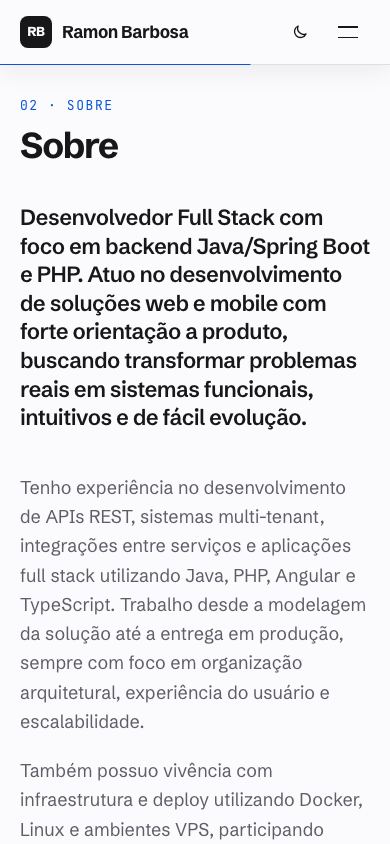 RB
Ramon Barbosa
02 · SOBRE
Sobre
Desenvolvedor Full Stack com
foco em backend Java/Spring Boot
e PHP. Atuo no desenvolvimento
de soluções web e mobile com
forte orientação a produto,
buscando transformar problemas
reais em sistemas funcionais,
intuitivos e de fácil evolução.
Tenho experiência no desenvolvimento
de APIs REST, sistemas multi-tenant,
integrações entre serviços e aplicações
full stack utilizando Java, PHP, Angular e
TypeScript. Trabalho desde a modelagem
da solução até a entrega em produção,
sempre com foco em organização
arquitetural, experiência do usuário e
escalabilidade.
Também possuo vivência com
infraestrutura e deploy utilizando Docker,
Linux e ambientes VPS, participando